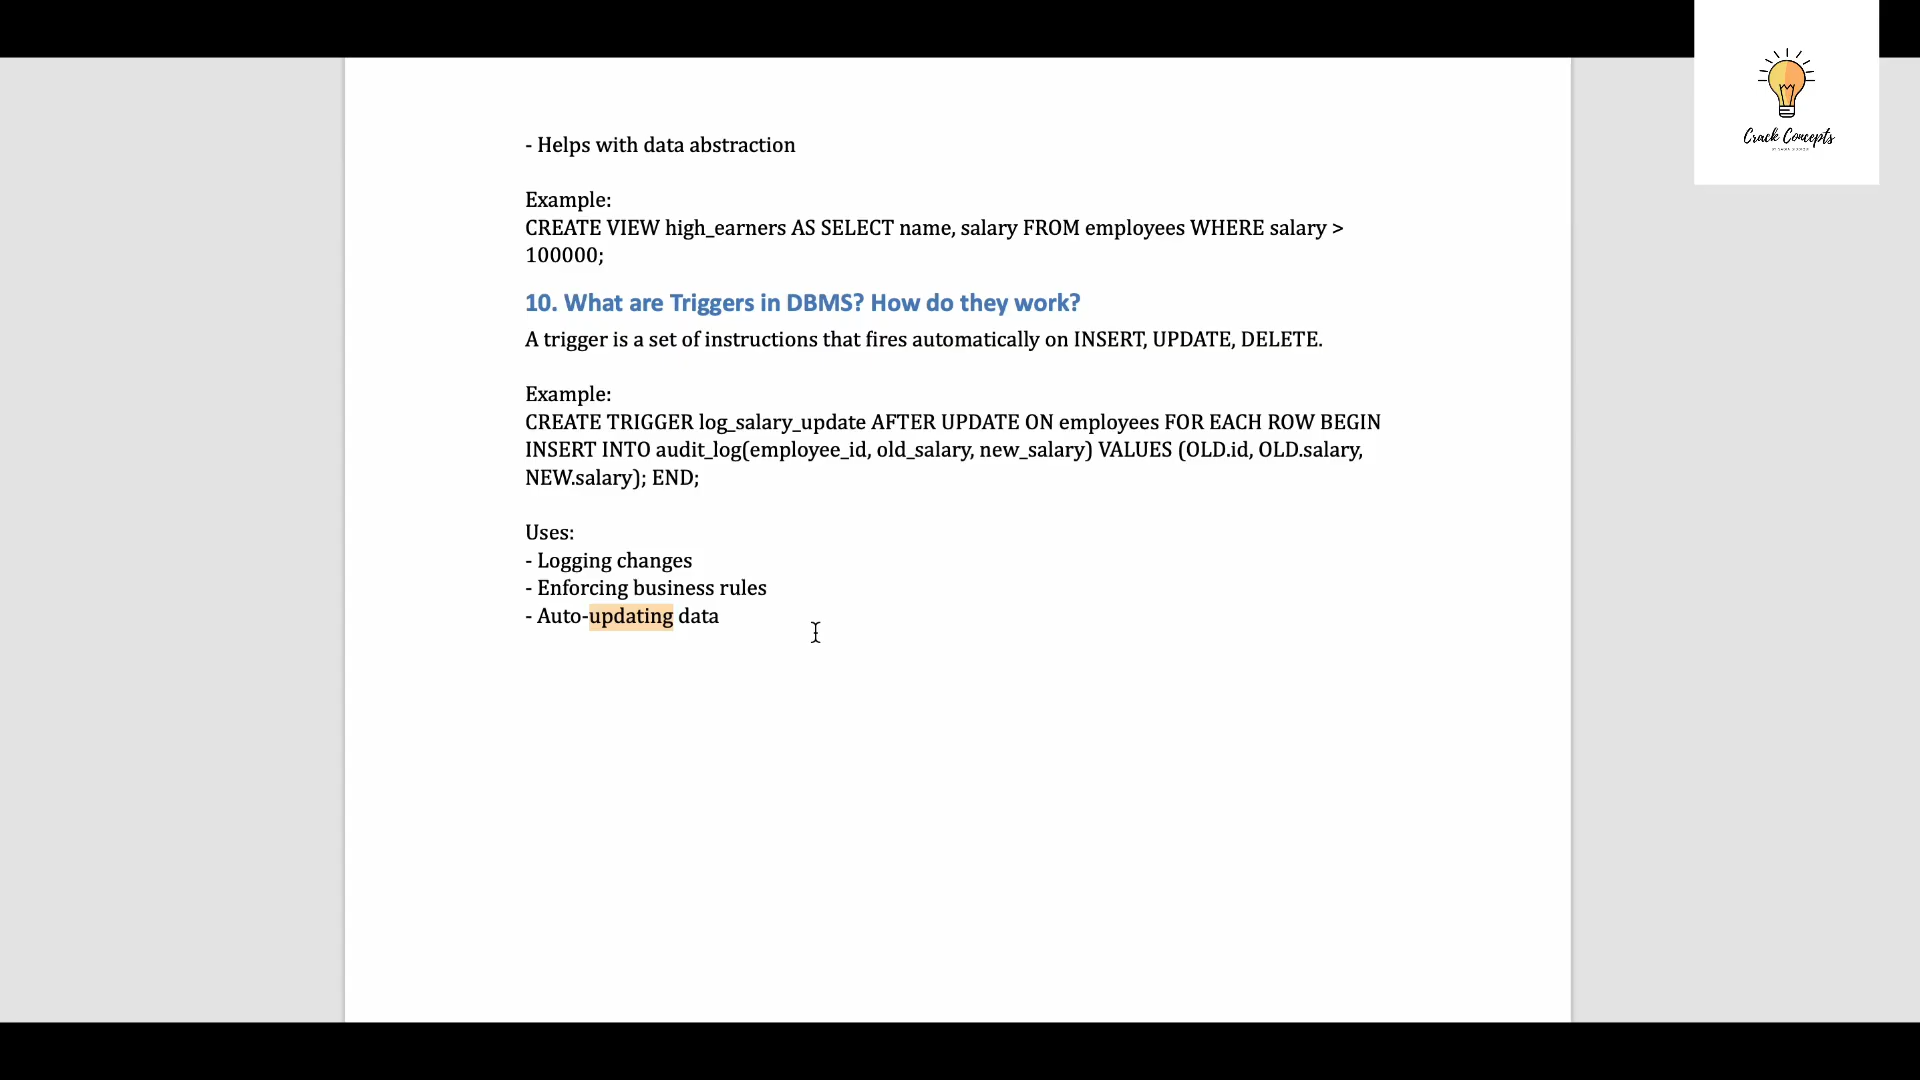 - Helps with data abstraction
Example:
CREATE VIEW high_earners AS SELECT name, salary FROM employees WHERE salary >
100000;
10. What are Triggers in DBMS? How do they work?
A trigger is a set of instructions that fires automatically on INSERT, UPDATE, DELETE.
Example:
CREATE TRIGGER log_salary_update AFTER UPDATE ON employees FOR EACH ROW BEGIN
INSERT INTO audit_log(employee_id, old_salary, new_salary) VALUES (OLD.id, OLD.salary,
NEW.salary); END;
Uses:
- Logging changes
- Enforcing business rules
- Auto-updating data
Crack Concepts